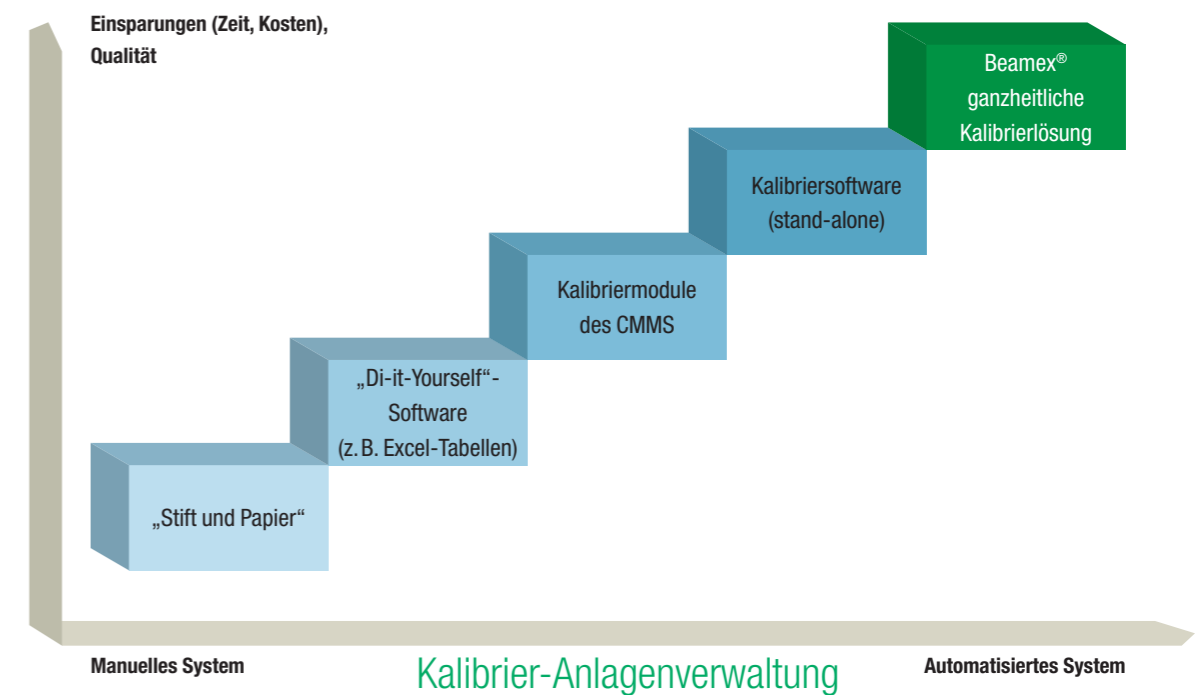 Einsparungen (Zeit, Kosten),
Qualität
Beamex®
ganzheitliche
Kalibrierlösung
Kalibriersoftware
(stand-alone)
Kalibriermodule
des CMMS
„Di-it-Yourself“-
Software
(z. B. Excel-Tabellen)
„Stift und Papier“
Manuelles System
Kalibrier-Anlagenverwaltung
Automatisiertes System